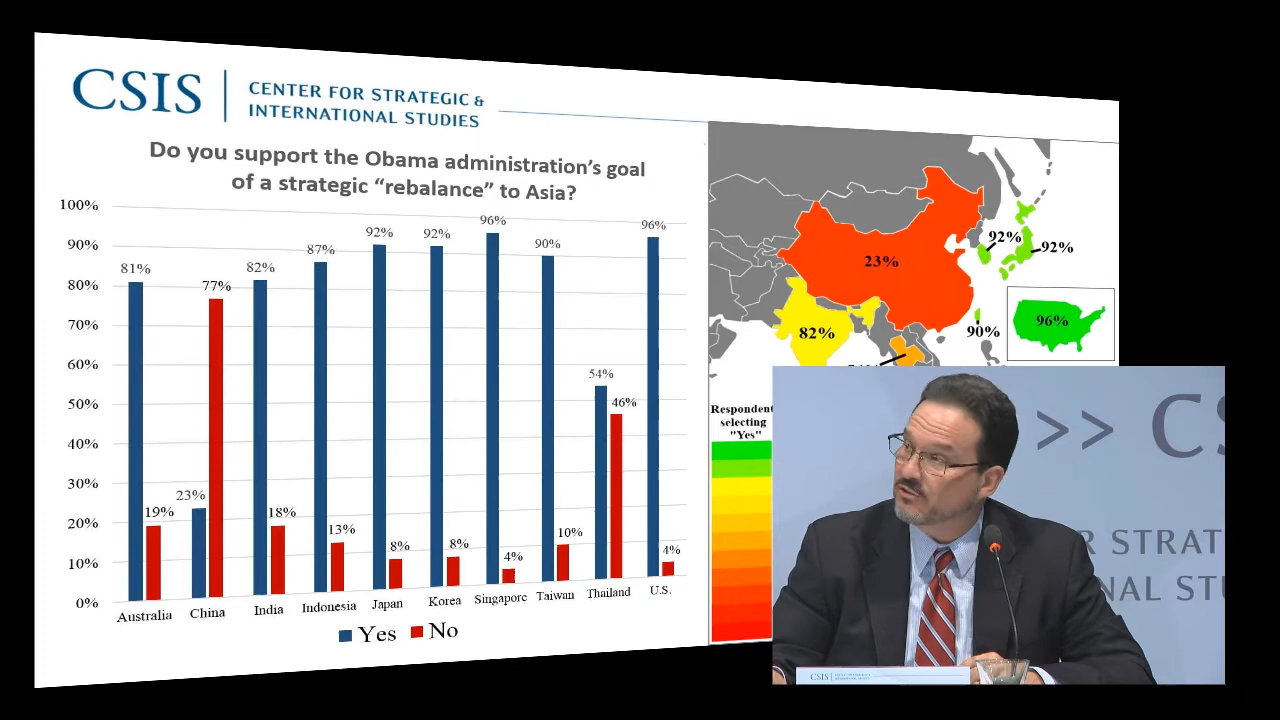 CSIS
CENTER FOR STRATEGIC &
INTERNATIONAL STUDIES
Do you support the Obama administration's goal
of a strategic "rebalance" to Asia?
100%
90%
80%
70%
60%
50%
40%
30%
20%
10%
0%
81%
19%
23%
77%
82%
18%
87%
13%
92%
8%
92%
8%
96%
4%
90%
10%
54%
46%
96%
4%
Australia
China
India
Indonesia
Japan
Korea
Singapore
Taiwan
Thailand
U.S.
Yes
No
23%
92%
92%
82%
90%
96%
Respondent
selecting
"Yes"
>> CS
R STRAT
NAL STU
CSIS